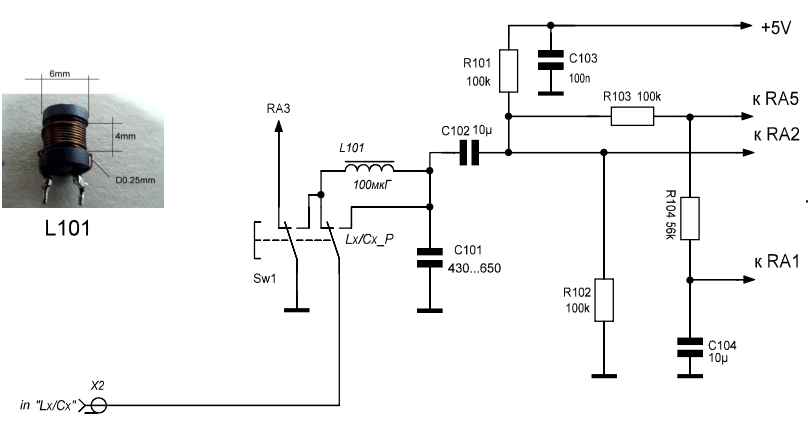 +5V
R101
100k
C103
100n
6mm
R103 100k
к RA5
RA3
4mm
C102 10µ
к RA2
L101
D0.25mm
100мкГ
R104 56k
L101
Lx/Cx_P
C101
430...650
к RA1
Sw1
R102
100k
C104
10µ
X2
in "Lx/Cx"